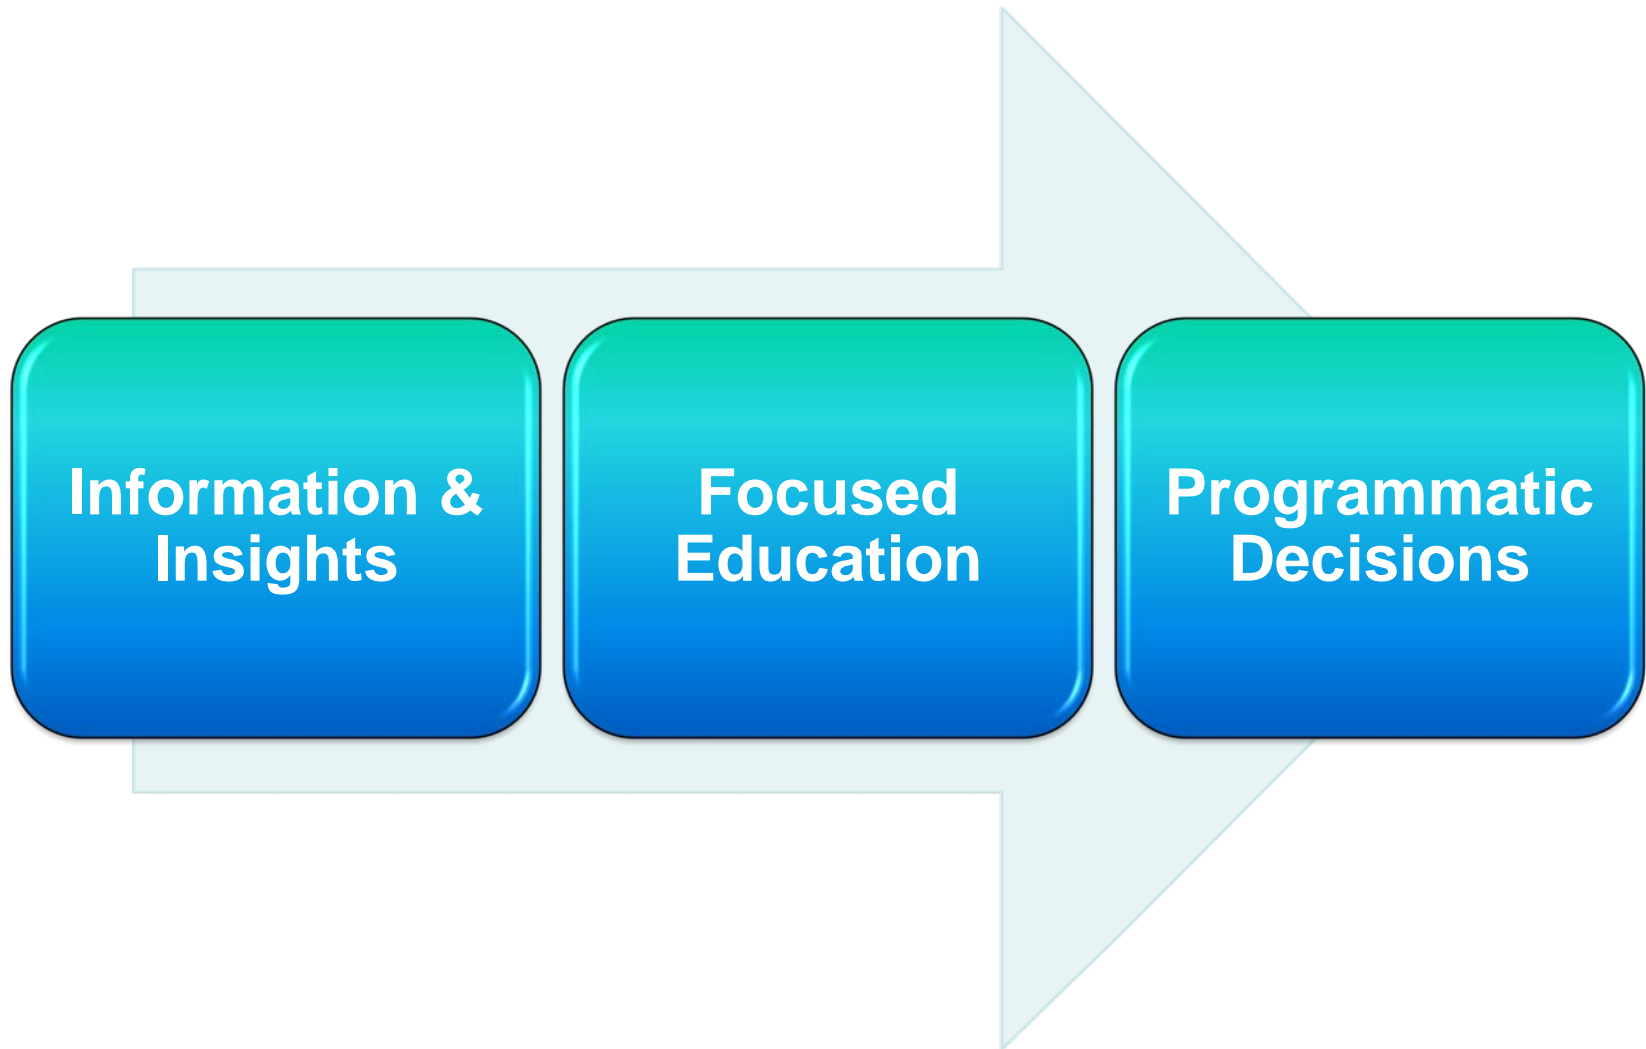 Information &
Insights
Focused
Education
Programmatic
Decisions